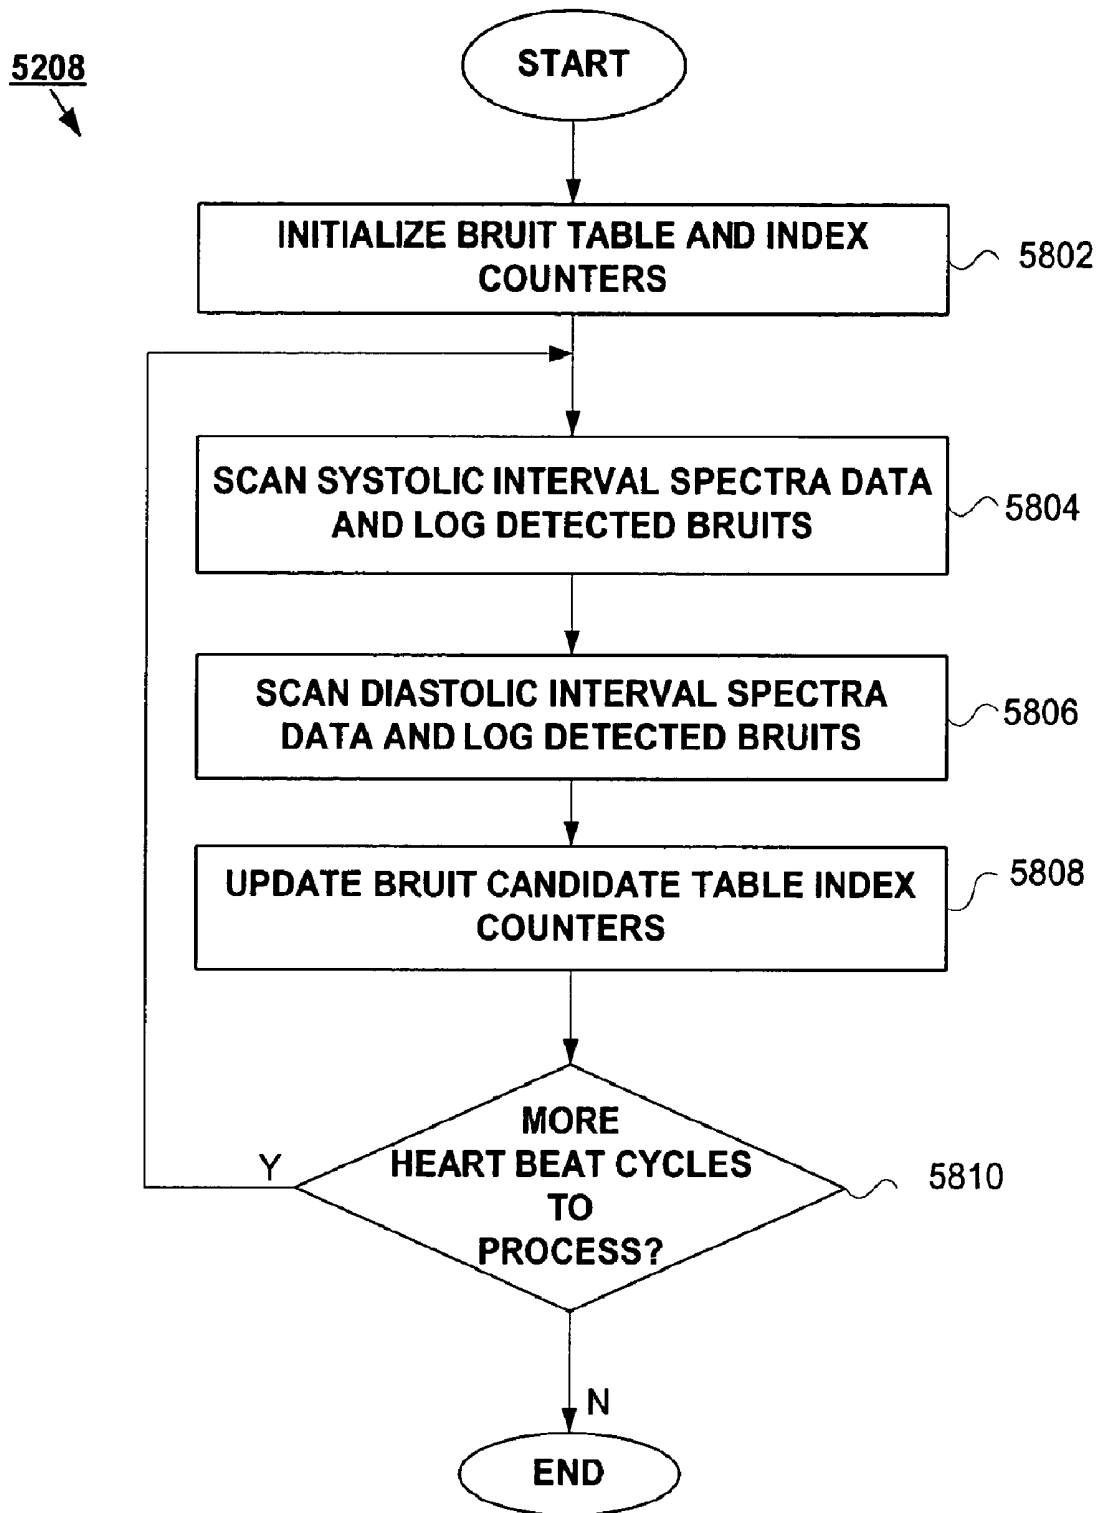 5208
START
INITIALIZE BRUIT TABLE AND INDEX
COUNTERS
5802
SCAN SYSTOLIC INTERVAL SPECTRA DATA
AND LOG DETECTED BRUITS
5804
SCAN DIASTOLIC INTERVAL SPECTRA
DATA AND LOG DETECTED BRUITS
5806
UPDATE BRUIT CANDIDATE TABLE INDEX
COUNTERS
5808
MORE
HEART BEAT CYCLES
TO
PROCESS?
5810
Y
N
END